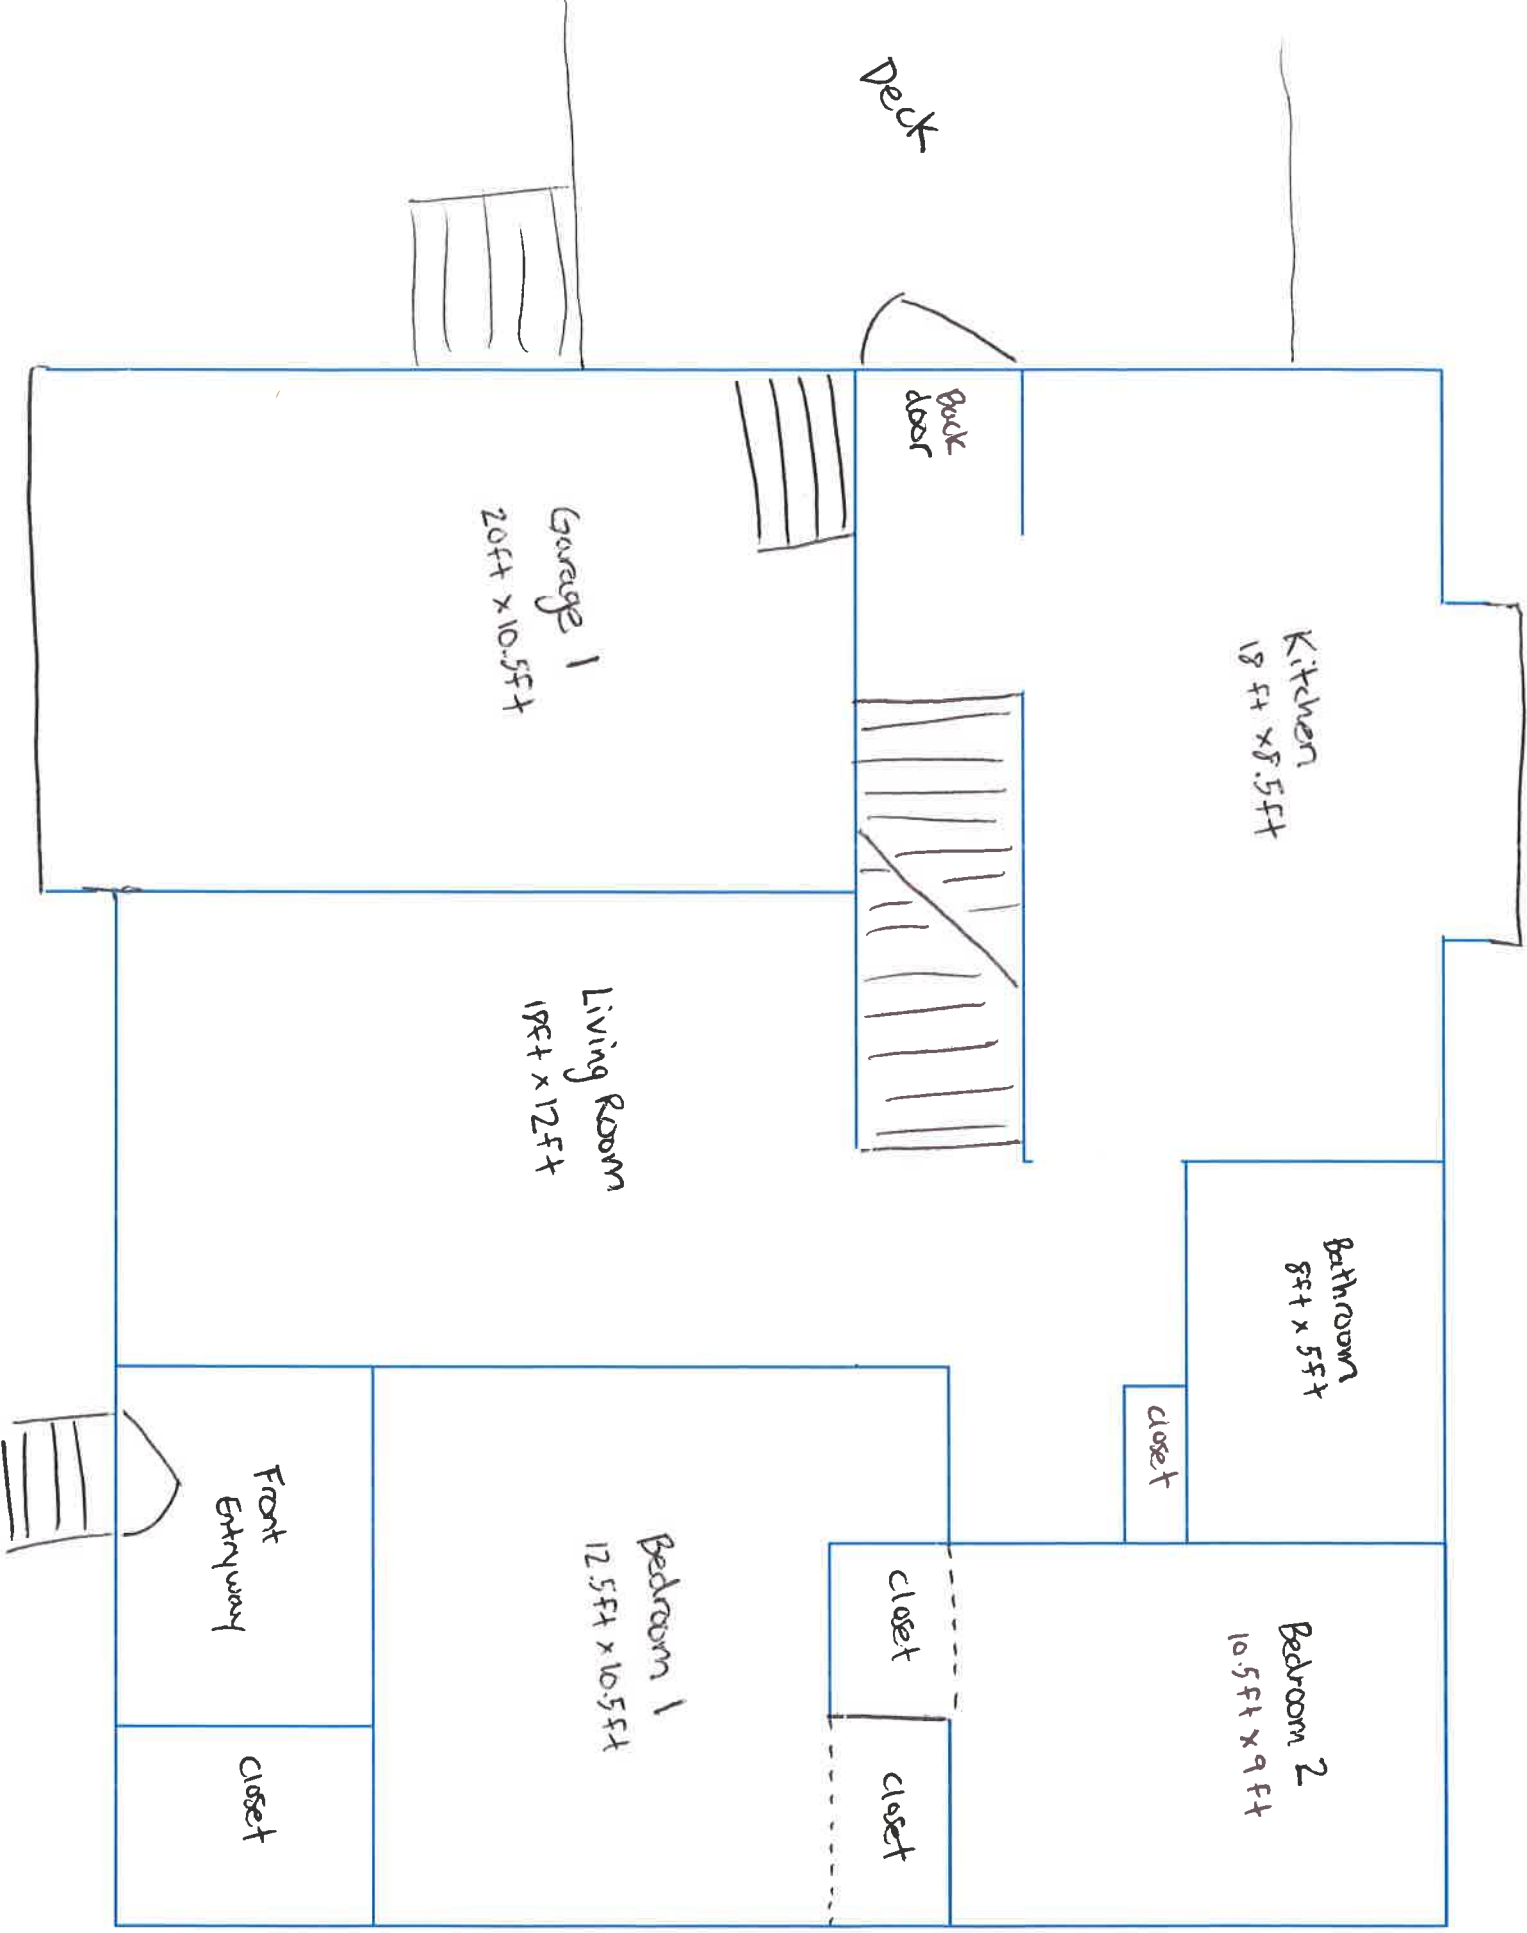 Kitchen
18 ft x8.5ft
Bathroom
8ft x 5ft
Bedroom 2
10.5ft x 9ft
closet
Deck
Back
door
closet
closet
Garage 1
20ft x 10.5ft
Living Room
18ft x 12ft
Bedroom 1
12.5ft x 10.5ft
Front
Entryway
closet